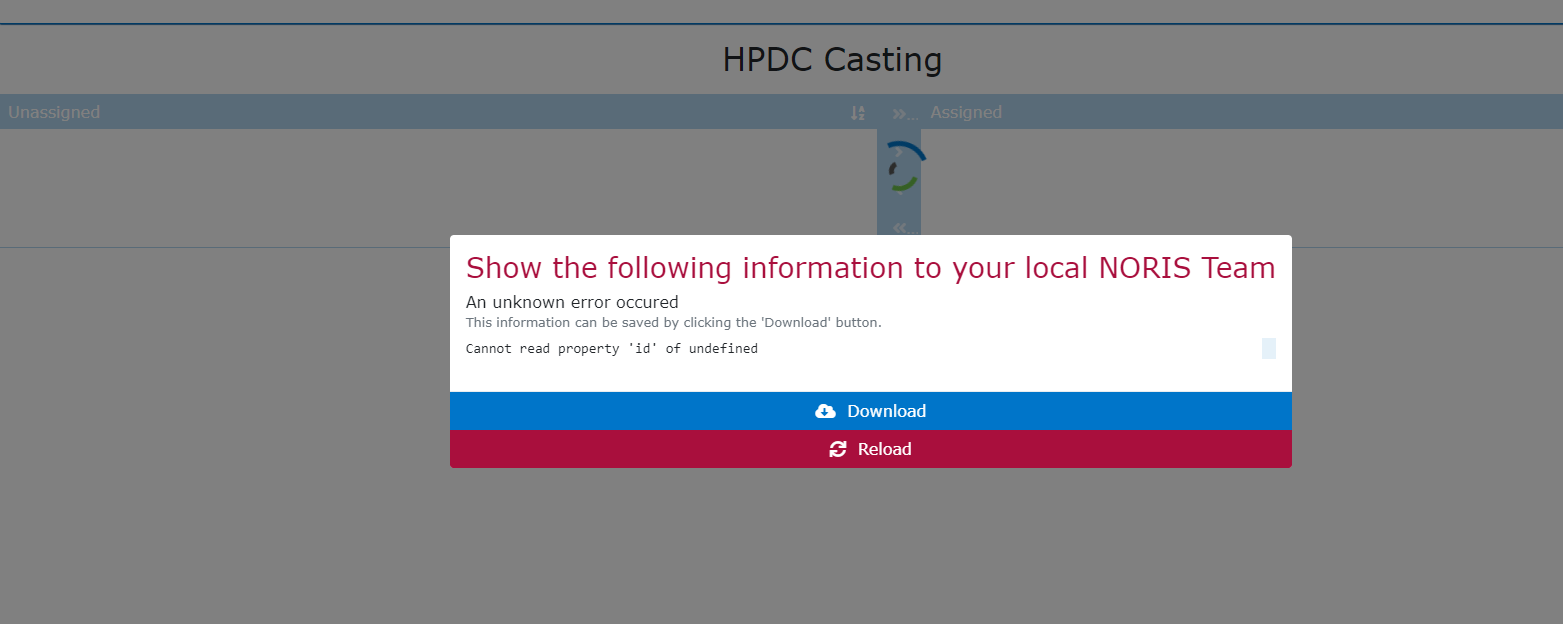 HPDC Casting
Unassigned
Assigned
Show the following information to your local NORIS Team
An unknown error occured
This information can be saved by clicking the 'Download' button.
Cannot read property 'id' of undefined
Download
Reload